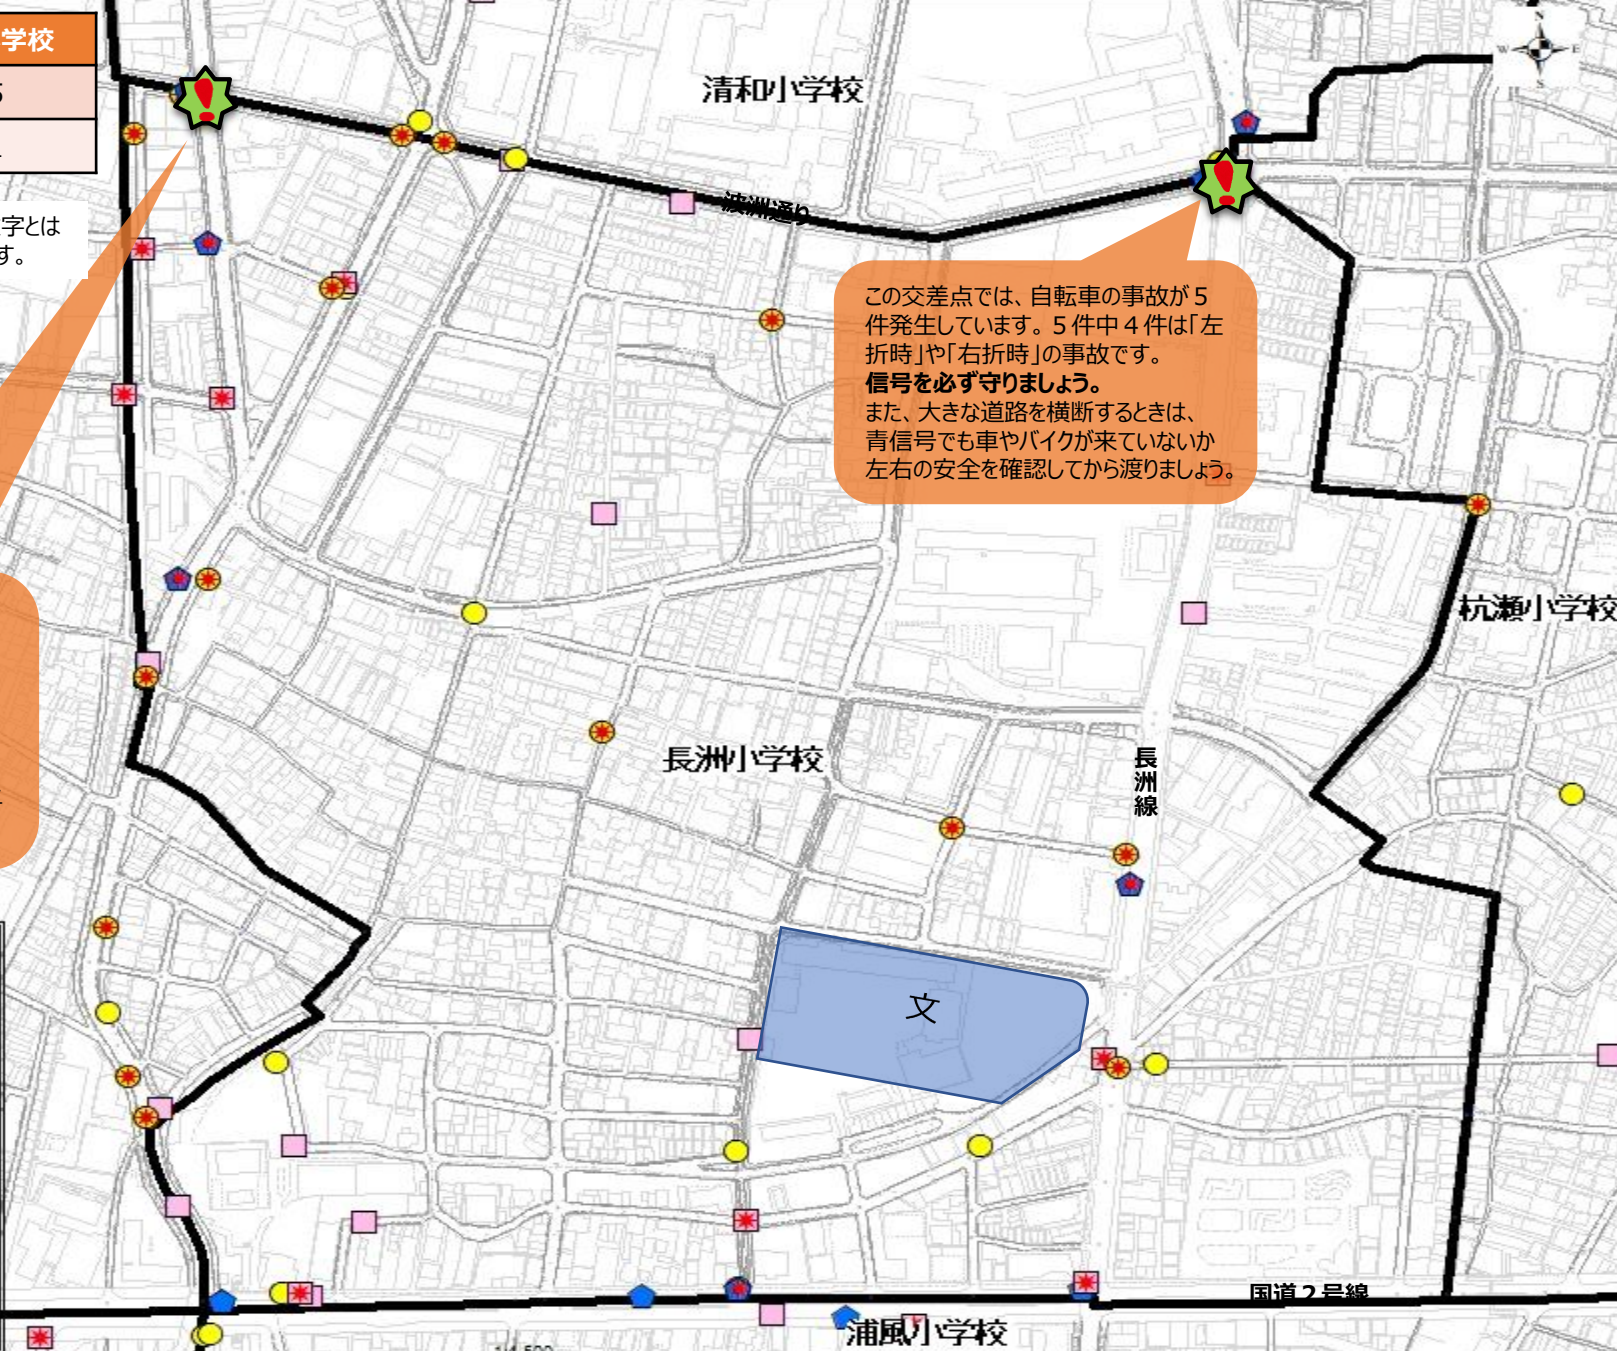 学校
N
W
E
S
清和小学校
字とは
す。
波洲通り
この交差点では、自転車の事故が５
件発生しています。５件中４件は「左
折時」や「右折時」の事故です。
信号を必ず守りましょう。
また、大きな道路を横断するときは、
青信号でも車やバイクが来ていないか
左右の安全を確認してから渡りましょう。
杭瀬小学校
長洲小学校
長洲線
文
国道２号線
浦風小学校